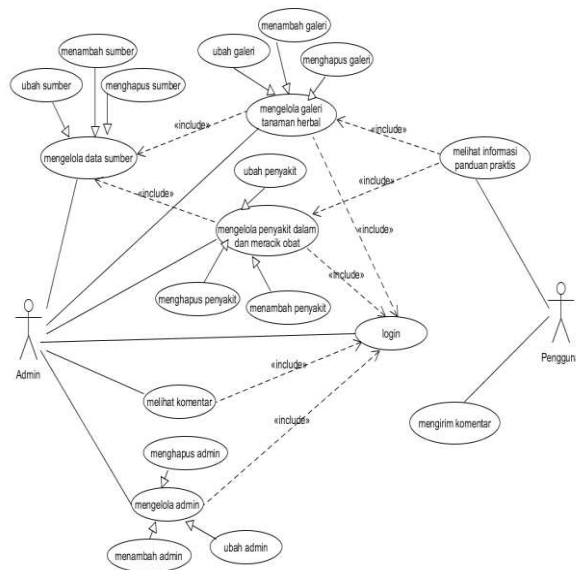 menambah sumber
ubah sumber
menghapus sumber
mengelola data sumber
menambah galeri
ubah galeri
menghapus galeri
mengelola galeri
tanaman herbal
«include»
«include»
melihat informasi
panduan praktis
ubah penyakit
«include»
«include»
mengelola penyakit dalam
dan meracik obat
«include»
«include»
menghapus penyakit
menambah penyakit
login
Admin
Pengguna
«include»
melihat komentar
mengirim komentar
«include»
menghapus admin
mengelola admin
menambah admin
ubah admin